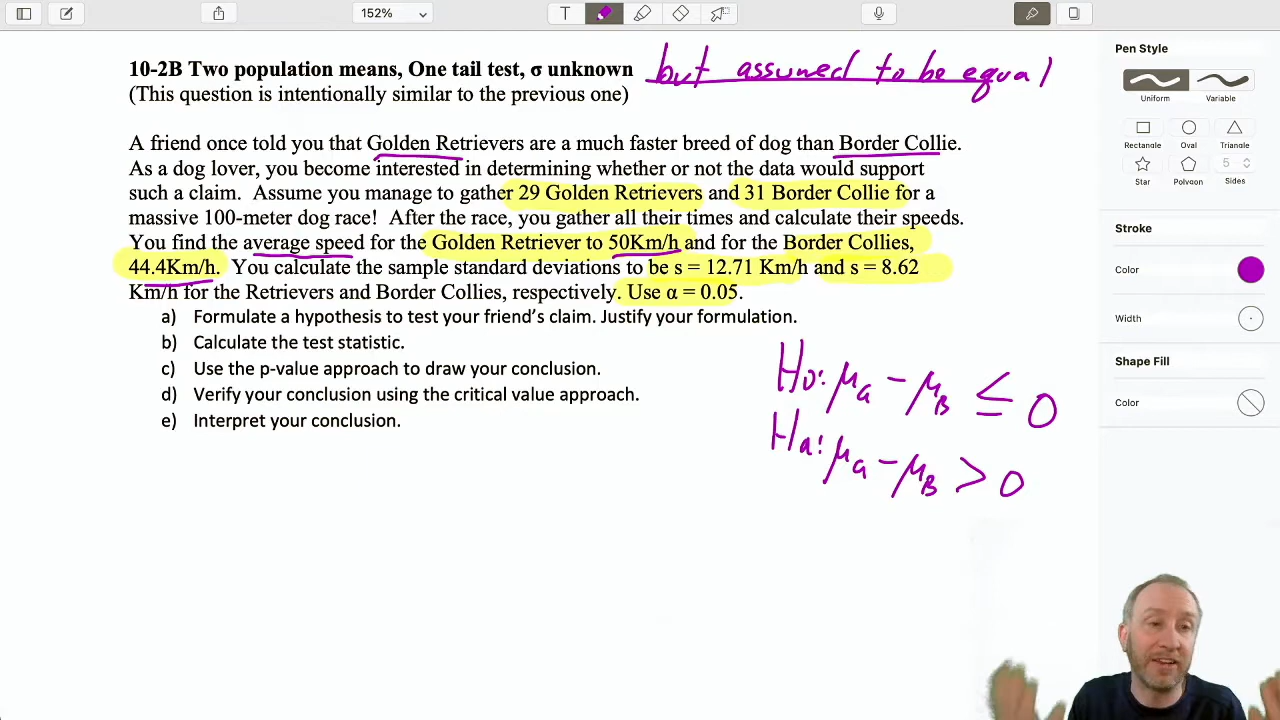 152%
T
10-2B Two population means, One tail test, σ unknown but assumed to be equal
(This question is intentionally similar to the previous one)
A friend once told you that Golden Retrievers are a much faster breed of dog than Border Collie.
As a dog lover, you become interested in determining whether or not the data would support
such a claim. Assume you manage to gather 29 Golden Retrievers and 31 Border Collie for a
massive 100-meter dog race! After the race, you gather all their times and calculate their speeds.
You find the average speed for the Golden Retriever to 50Km/h and for the Border Collies,
44.4Km/h. You calculate the sample standard deviations to be s = 12.71 Km/h and s = 8.62
Km/h for the Retrievers and Border Collies, respectively. Use α = 0.05.
a) Formulate a hypothesis to test your friend's claim. Justify your formulation.
b) Calculate the test statistic.
c) Use the p-value approach to draw your conclusion.
d) Verify your conclusion using the critical value approach.
e) Interpret your conclusion.
Ho: μG - μB ≤ 0
Ha: μG - μB > 0
Pen Style
Uniform Variable
Rectangle Oval Triangle
5
Star Polygon Sides
Stroke
Color
Width
Shape Fill
Color